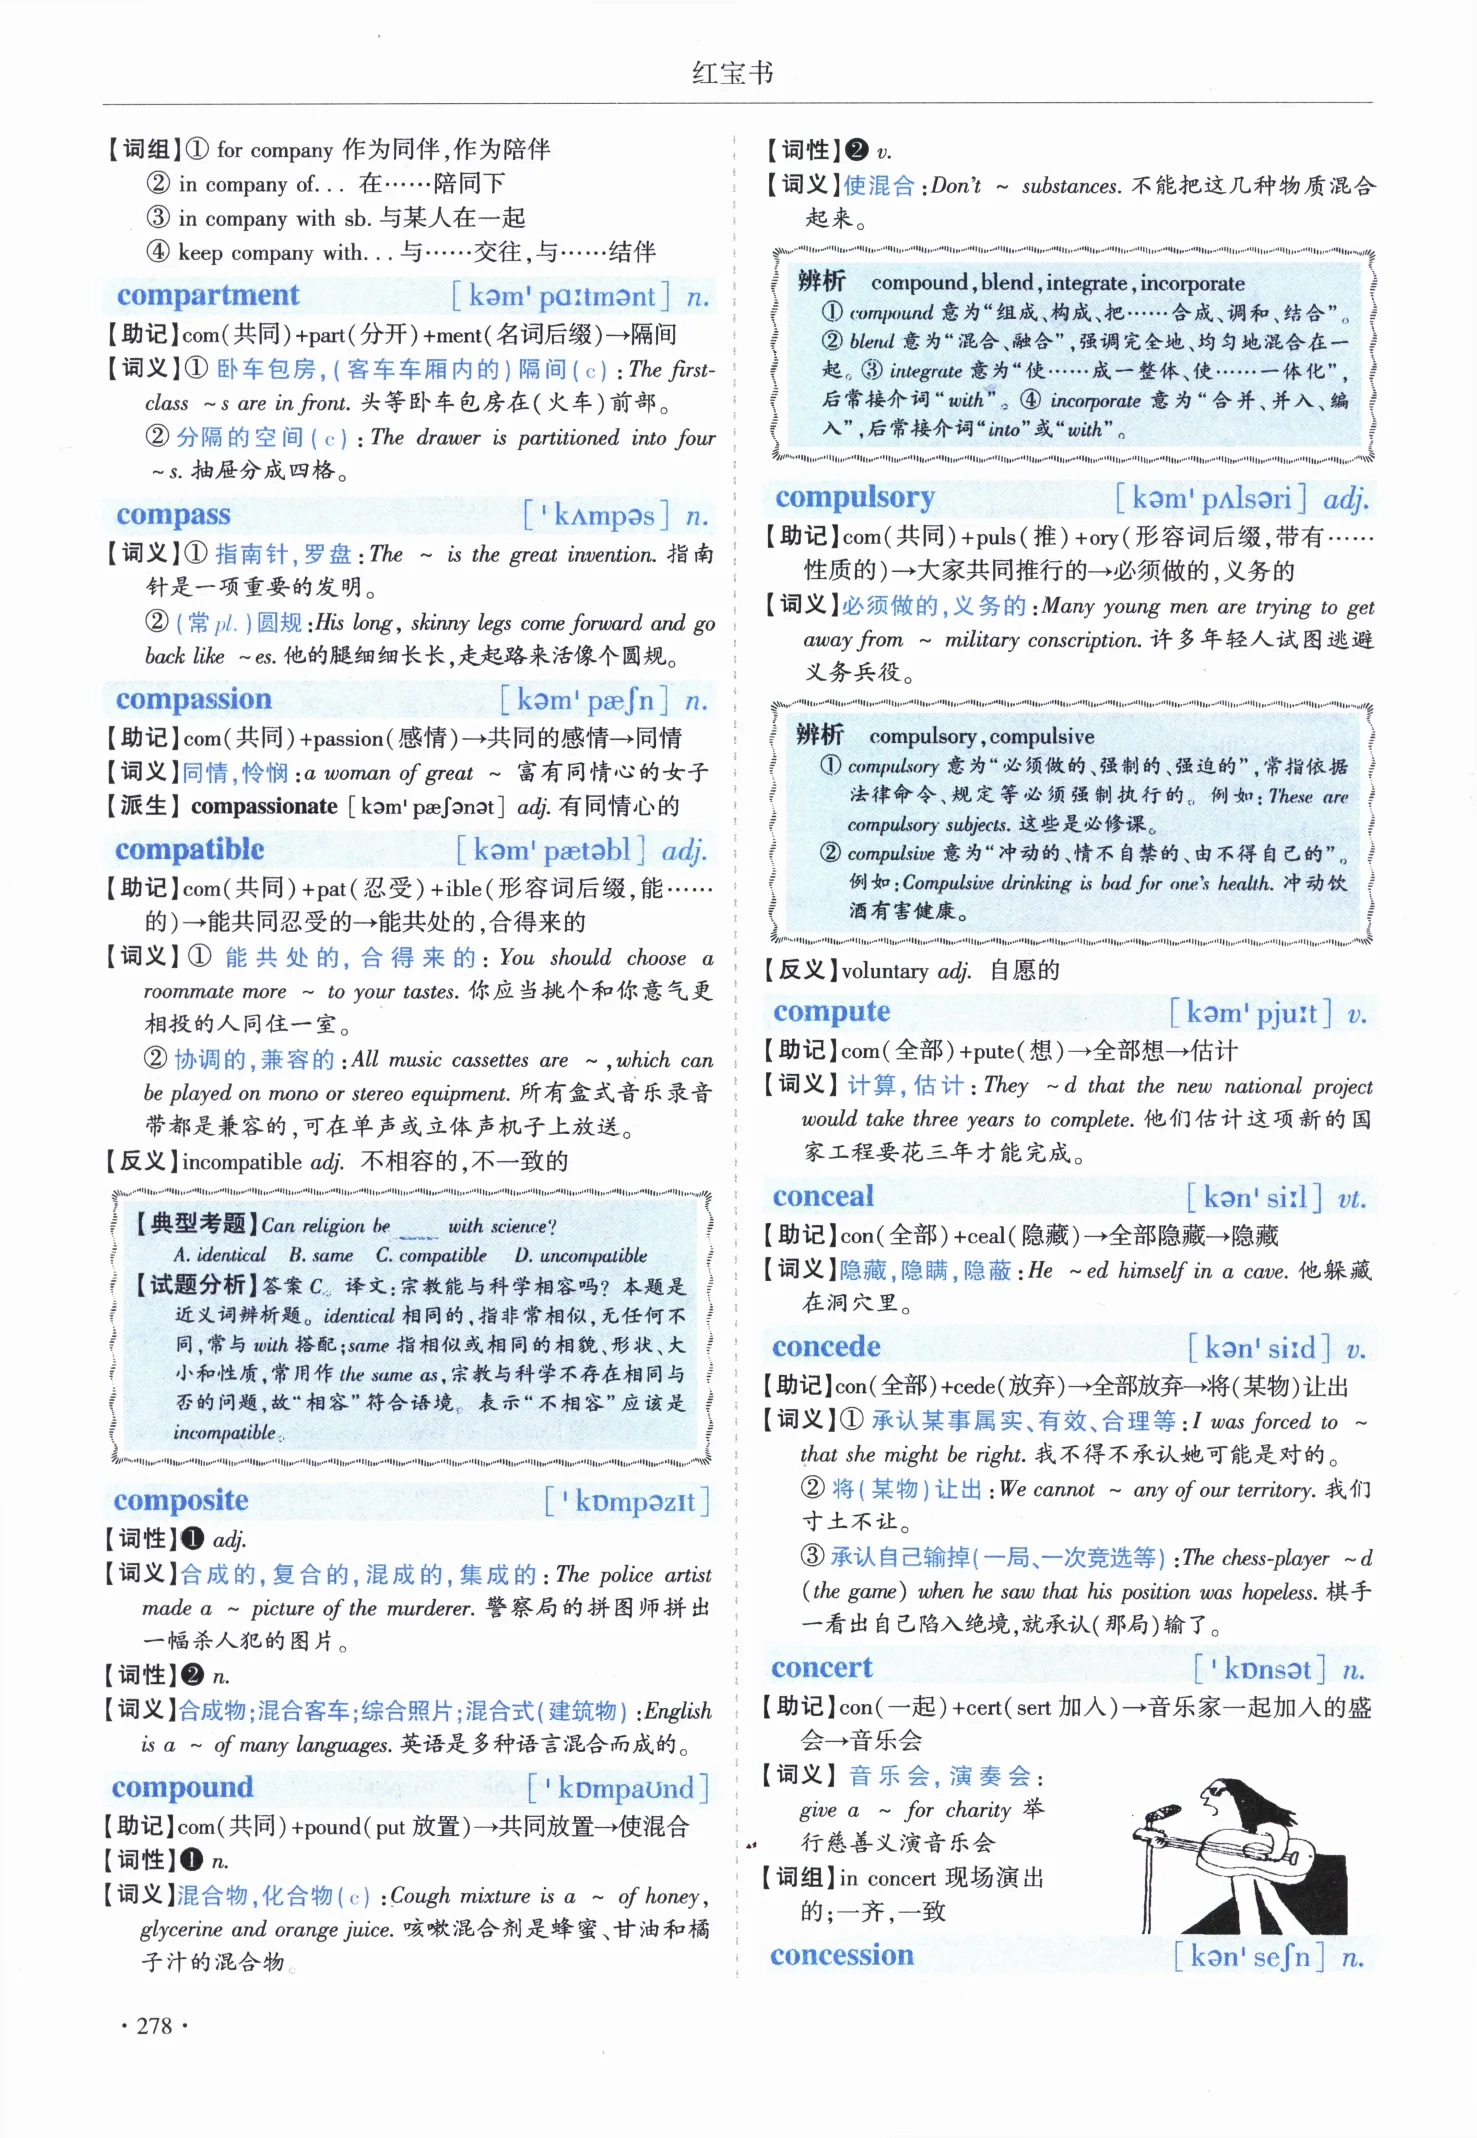 红宝书
【词组】① for company 作为同伴,作为陪伴
② in company of... 在……陪同下
③ in company with sb. 与某人在一起
④ keep company with... 与……交往,与……结伴
compartment [kəm'pɑːtmənt] n.
【助记】com(共同)+part(分开)+ment(名词后缀)→隔间
【词义】① 卧车包房,(客车车厢内的)隔间(c):The first-
class ~s are in front. 头等卧车包房在(火车)前部。
② 分隔的空间(c):The drawer is partitioned into four
~s. 抽屉分成四格。
compass ['kʌmpəs] n.
【词义】① 指南针,罗盘:The ~ is the great invention. 指南
针是一项重要的发明。
② (常 pl.)圆规:His long, skinny legs come forward and go
back like ~es. 他的腿细细长长,走起路来活像个圆规。
compassion [kəm'pæʃn] n.
【助记】com(共同)+passion(感情)→共同的感情→同情
【词义】同情,怜悯:a woman of great ~ 富有同情心的女子
【派生】compassionate [kəm'pæʃənət] adj. 有同情心的
compatible [kəm'pætəbl] adj.
【助记】com(共同)+pat(忍受)+ible(形容词后缀,能……
的)→能共同忍受的→能共处的,合得来的
【词义】① 能共处的,合得来的:You should choose a
roommate more ~ to your tastes. 你应当挑个和你意气更
相投的人同住一室。
② 协调的,兼容的:All music cassettes are ~,which can
be played on mono or stereo equipment. 所有盒式音乐录音
带都是兼容的,可在单声或立体声机子上放送。
【反义】incompatible adj. 不相容的,不一致的
【典型考题】Can religion be ____ with science?
A. identical B. same C. compatible D. uncompatible
【试题分析】答案 C。译文:宗教能与科学相容吗? 本题是
近义词辨析题。identical 相同的,指非常相似,无任何不
同,常与 with 搭配;same 指相似或相同的相貌、形状、大
小和性质,常用作 the same as,宗教与科学不存在相同与
否的问题,故“相容”符合语境。表示“不相容”应该是
incompatible。
composite ['kɒmpəzɪt]
【词性】❶ adj.
【词义】合成的,复合的,混成的,集成的:The police artist
made a ~ picture of the murderer. 警察局的拼图师拼出
一幅杀人犯的图片。
【词性】❷ n.
【词义】合成物;混合客车;综合照片;混合式(建筑物):English
is a ~ of many languages. 英语是多种语言混合而成的。
compound ['kɒmpaʊnd]
【助记】com(共同)+pound(put 放置)→共同放置→使混合
【词性】❶ n.
【词义】混合物,化合物(c):Cough mixture is a ~ of honey,
glycerine and orange juice. 咳嗽混合剂是蜂蜜、甘油和橘
子汁的混合物。
【词性】❷ v.
【词义】使混合:Don't ~ substances. 不能把这几种物质混合
起来。
辨析 compound,blend,integrate,incorporate
① compound 意为“组成、构成、把……合成、调和、结合”。
② blend 意为“混合、融合”,强调完全地、均匀地混合在一
起。③ integrate 意为“使……成一整体、使……一体化”,
后常接介词“with”。④ incorporate 意为“合并、并入、编
入”,后常接介词“into”或“with”。
compulsory [kəm'pʌlsəri] adj.
【助记】com(共同)+puls(推)+ory(形容词后缀,带有……
性质的)→大家共同推行的→必须做的,义务的
【词义】必须做的,义务的:Many young men are trying to get
away from ~ military conscription. 许多年轻人试图逃避
义务兵役。
辨析 compulsory,compulsive
① compulsory 意为“必须做的、强制的、强迫的”,常指依据
法律命令、规定等必须强制执行的。例如:These are
compulsory subjects. 这些是必修课。
② compulsive 意为“冲动的、情不自禁的、由不得自己的”。
例如:Compulsive drinking is bad for one's health. 冲动饮
酒有害健康。
【反义】voluntary adj. 自愿的
compute [kəm'pjuːt] v.
【助记】com(全部)+pute(想)→全部想→估计
【词义】计算,估计:They ~d that the new national project
would take three years to complete. 他们估计这项新的国
家工程要花三年才能完成。
conceal [kən'siːl] vt.
【助记】con(全部)+ceal(隐藏)→全部隐藏→隐藏
【词义】隐藏,隐瞒,隐蔽:He ~ed himself in a cave. 他躲藏
在洞穴里。
concede [kən'siːd] v.
【助记】con(全部)+cede(放弃)→全部放弃→将(某物)让出
【词义】① 承认某事属实、有效、合理等:I was forced to ~
that she might be right. 我不得不承认她可能是对的。
② 将(某物)让出:We cannot ~ any of our territory. 我们
寸土不让。
③ 承认自己输掉(一局、一次竞选等):The chess-player ~d
(the game) when he saw that his position was hopeless. 棋手
一看出自己陷入绝境,就承认(那局)输了。
concert ['kɒnsət] n.
【助记】con(一起)+cert(sert 加入)→音乐家一起加入的盛
会→音乐会
【词义】音乐会,演奏会:
give a ~ for charity 举
行慈善义演音乐会
【词组】in concert 现场演出
的;一齐,一致
concession [kən'seʃn] n.
·278·